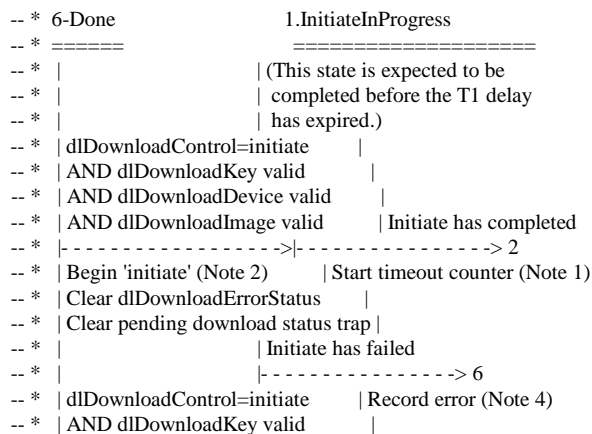 -- *  6-Done                          1.InitiateInProgress
-- *  ======                          ====================
-- *  |                          | (This state is expected to be
-- *  |                          |  completed before the T1 delay
-- *  |                          |  has expired.)
-- *  | dlDownloadControl=initiate       |
-- *  | AND dlDownloadKey valid          |
-- *  | AND dlDownloadDevice valid       |
-- *  | AND dlDownloadImage valid        | Initiate has completed
-- *  |- - - - - - - - - - - - - - - - - ->|- - - - - - - - - - - - - - - -> 2
-- *  | Begin 'initiate' (Note 2)        | Start timeout counter (Note 1)
-- *  | Clear dlDownloadErrorStatus      |
-- *  | Clear pending download status trap |
-- *  |                          | Initiate has failed
-- *  |                          |- - - - - - - - - - - - - - - -> 6
-- *  | dlDownloadControl=initiate       | Record error (Note 4)
-- *  | AND dlDownloadKey valid          |